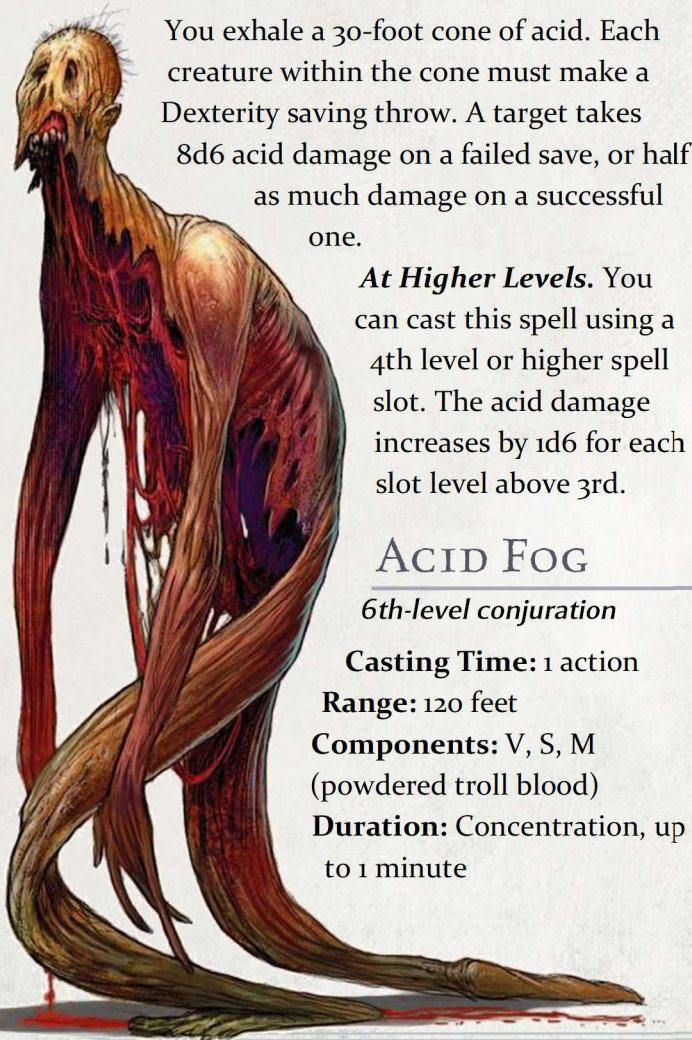 You exhale a 30-foot cone of acid. Each
creature within the cone must make a
Dexterity saving throw. A target takes
8d6 acid damage on a failed save, or half
as much damage on a successful
one.
At Higher Levels. You
can cast this spell using a
4th level or higher spell
slot. The acid damage
increases by 1d6 for each
slot level above 3rd.
Acid Fog
6th-level conjuration
Casting Time: 1 action
Range: 120 feet
Components: V, S, M
(powdered troll blood)
Duration: Concentration, up
to 1 minute